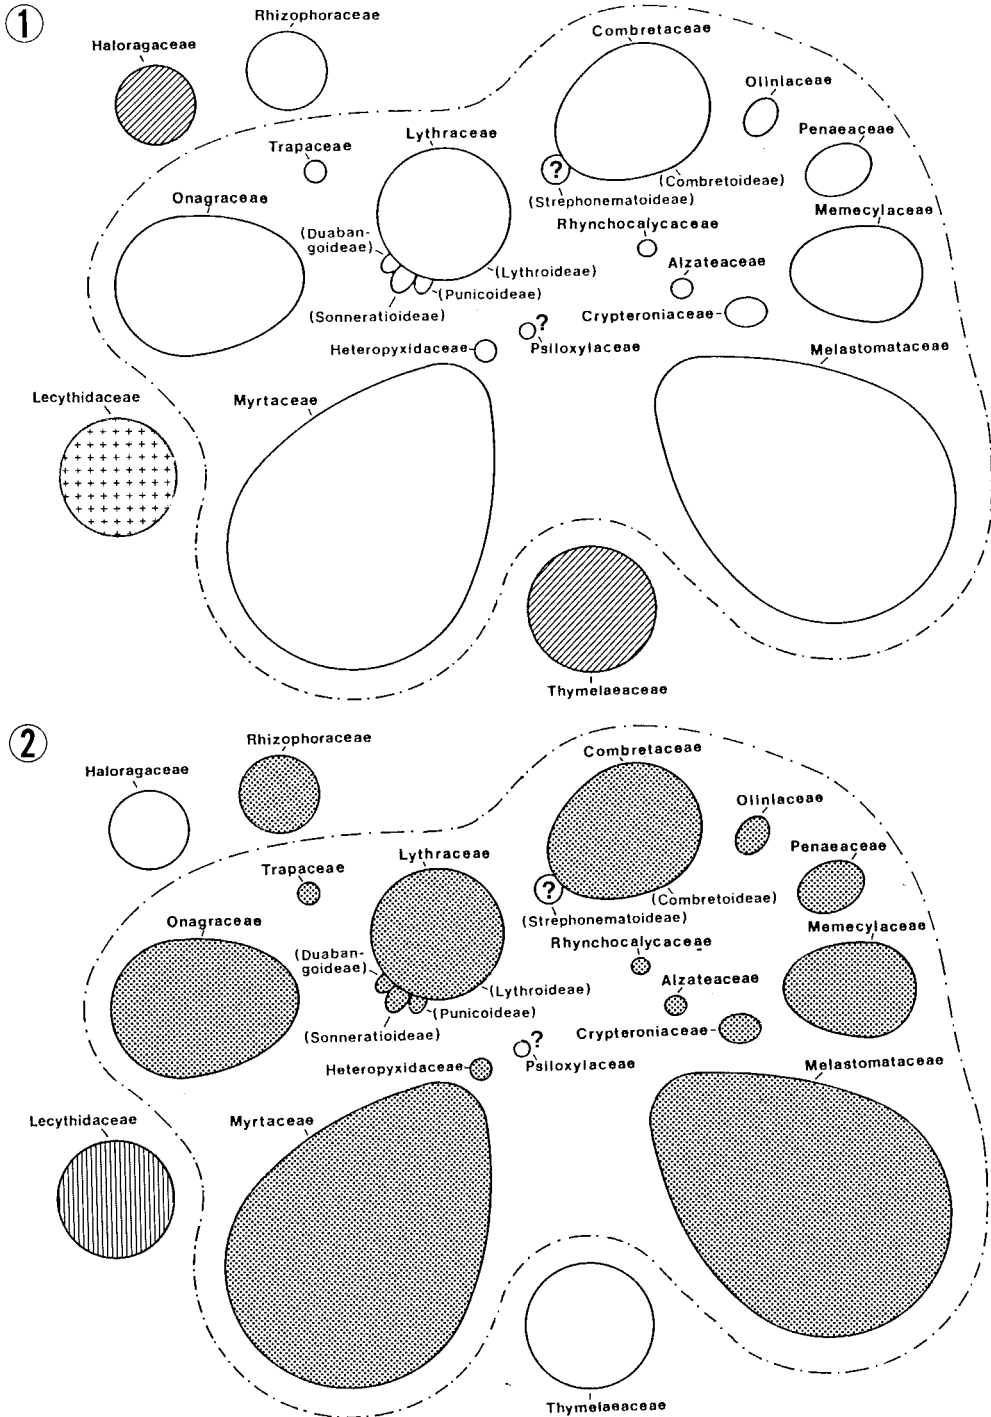 1
Rhizophoraceae
Haloragaceae
Combretaceae
Oliniaceae
Trapaceae
Lythraceae
Penaeaceae
Onagraceae
?
(Combretoideae)
(Strephonematoideae)
Memecylaceae
(Duaban-
goideae)
Rhynchocalycaceae
(Lythroideae)
Alzateaceae
(Punicoideae)
(Sonneratioideae)
Crypteroniaceae
?
Heteropyxidaceae
Psiloxylaceae
Melastomataceae
Lecythidaceae
Myrtaceae
Thymelaeaceae
2
Rhizophoraceae
Haloragaceae
Combretaceae
Oliniaceae
Trapaceae
Lythraceae
Penaeaceae
Onagraceae
?
(Combretoideae)
(Strephonematoideae)
Memecylaceae
(Duaban-
goideae)
Rhynchocalycaceae
(Lythroideae)
Alzateaceae
(Punicoideae)
(Sonneratioideae)
Crypteroniaceae
?
Heteropyxidaceae
Psiloxylaceae
Melastomataceae
Lecythidaceae
Myrtaceae
Thymelaeaceae